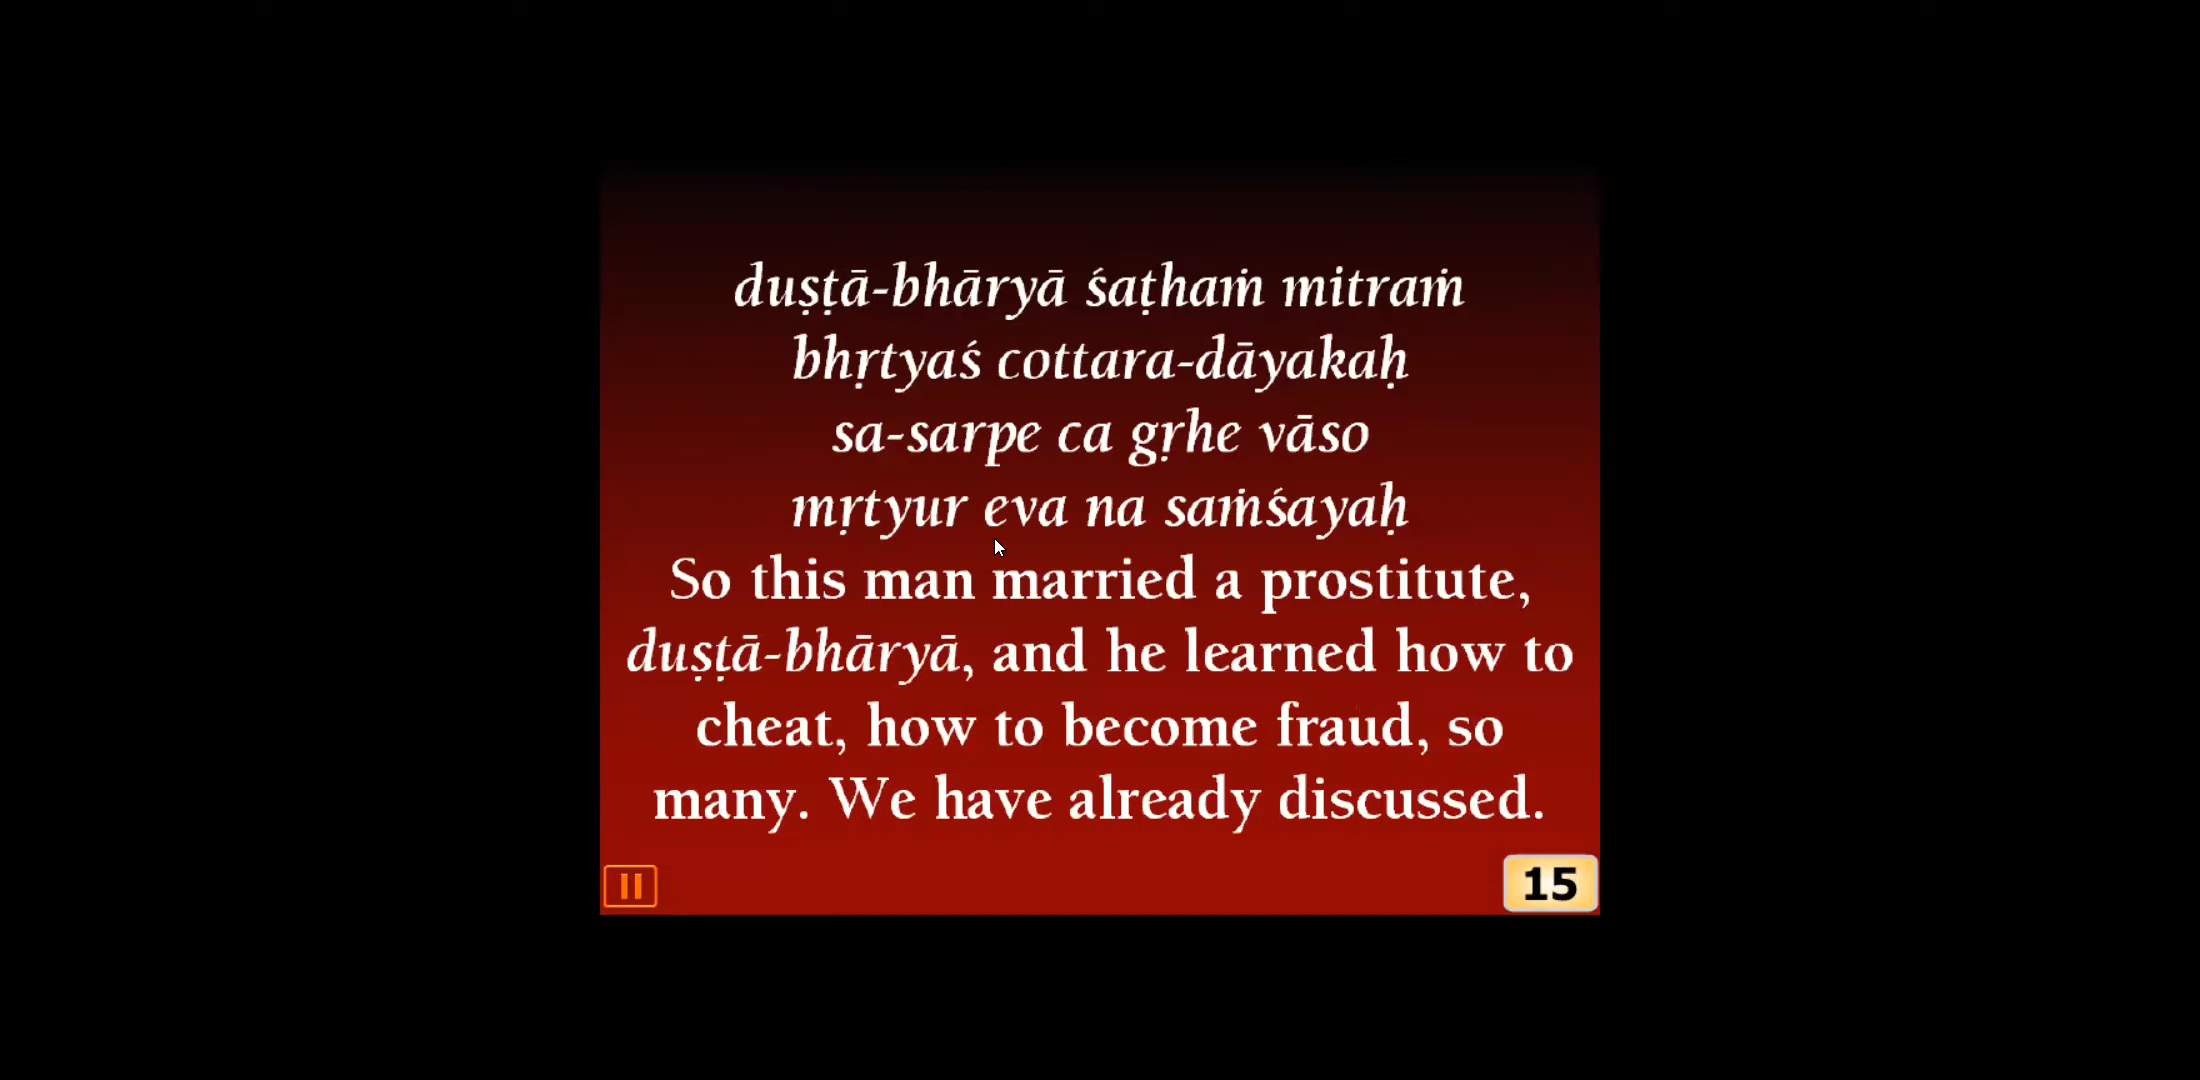 duṣṭā-bhāryā śaṭhaṁ mitraṁ
bhṛtyaś cottara-dāyakaḥ
sa-sarpe ca gṛhe vāso
mṛtyur eva na saṁśayaḥ
So this man married a prostitute,
duṣṭā-bhāryā, and he learned how to
cheat, how to become fraud, so
many. We have already discussed.
15